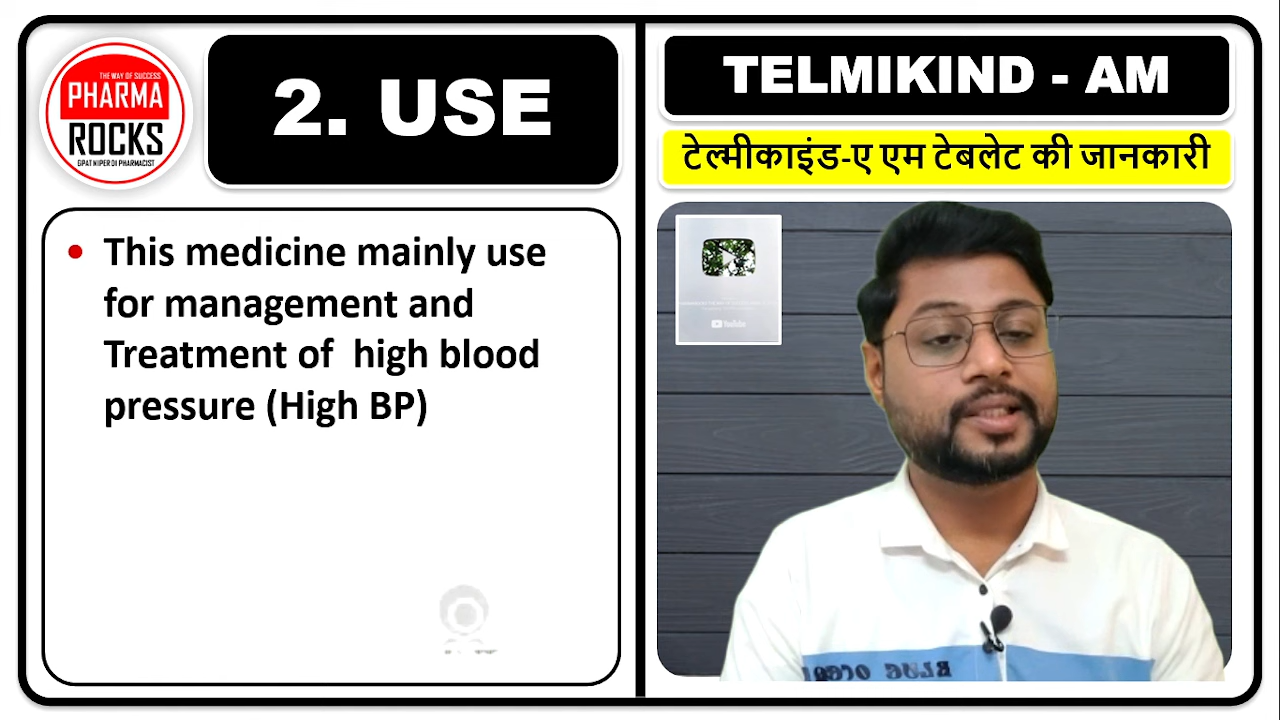 THE WAY OF SUCCESS
PHARMA
ROCKS
GPAT NIPER DI PHARMACIST
2. USE
• This medicine mainly use
for management and
Treatment of high blood
pressure (High BP)
TELMIKIND - AM
टेल्मीकाइंड-ए एम टेबलेट की जानकारी
YouTube